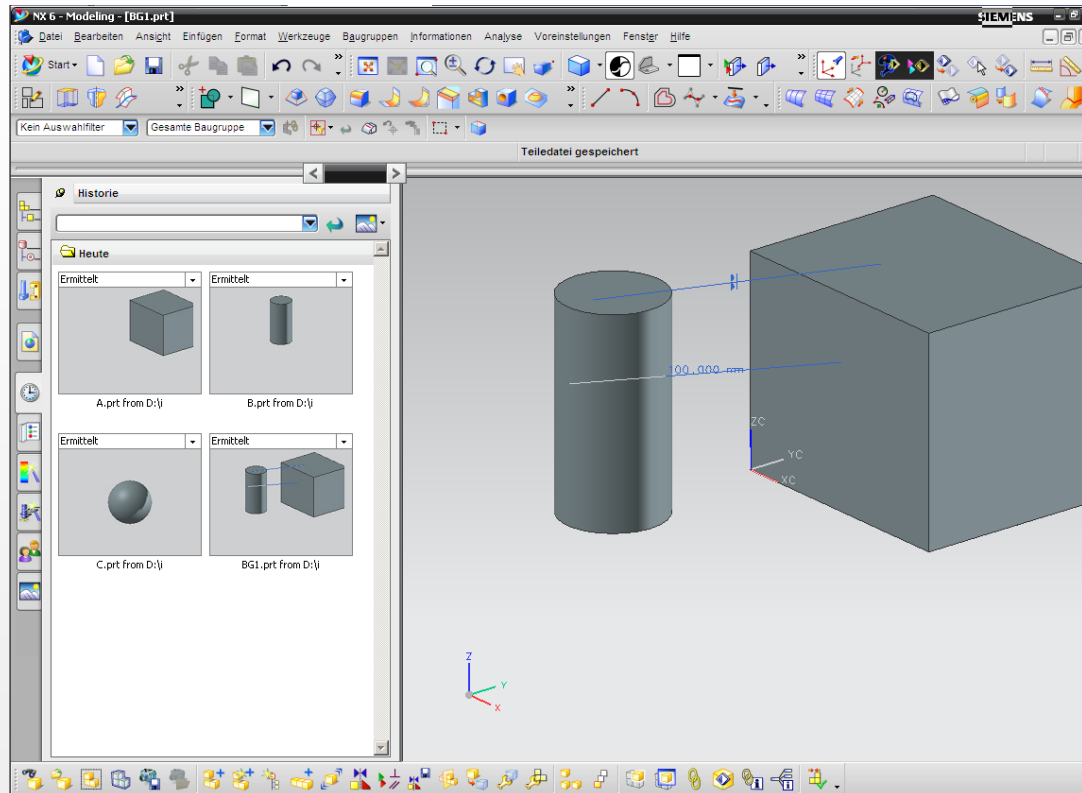 NX 6 - Modeling - [BG1.prt]
SIEMENS
Datei Bearbeiten Ansicht Einfügen Format Werkzeuge Baugruppen Informationen Analyse Voreinstellungen Fenster Hilfe
Start
Kein Auswahlfilter Gesamte Baugruppe
Teiledatei gespeichert
Historie
Heute
Ermittelt Ermittelt
A.prt from D:\i B.prt from D:\i
Ermittelt Ermittelt
C.prt from D:\i BG1.prt from D:\i
100,000 mm
ZC
YC
XC
Z
Y
X